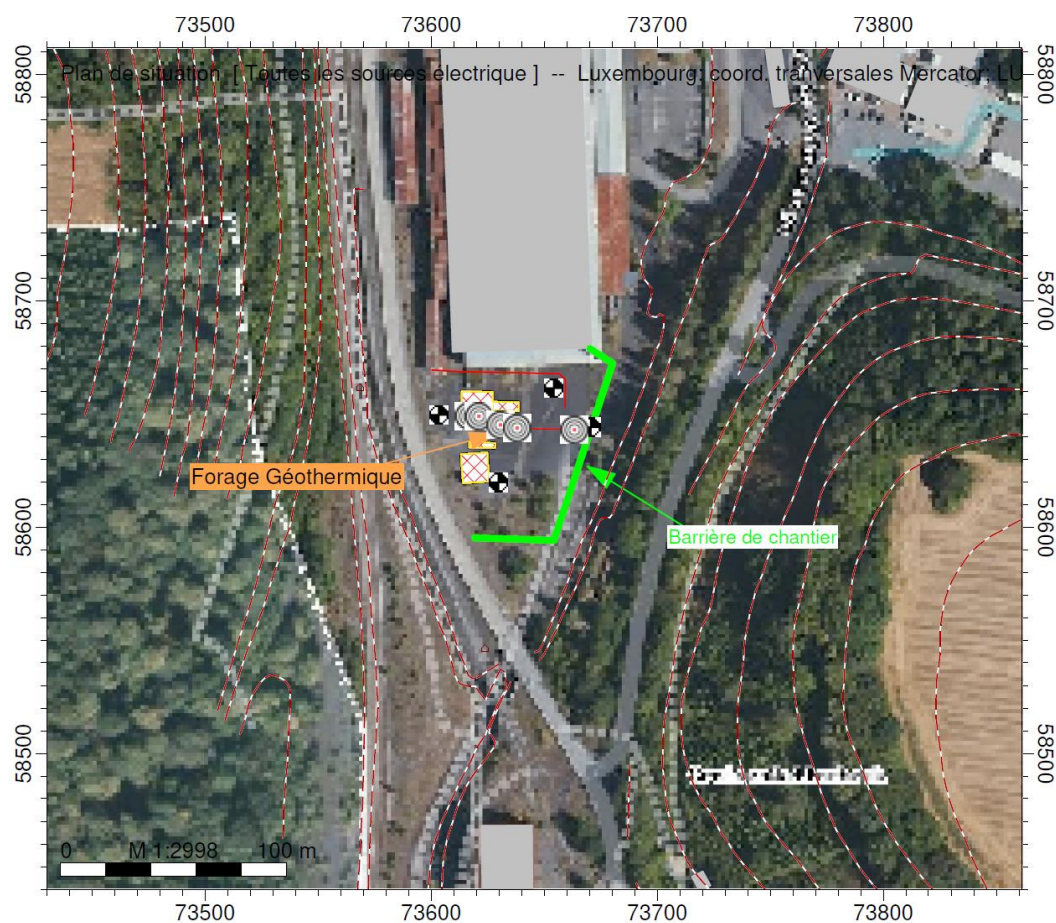 73500 73600 73700 73800
Plan de situation [ Toutes les sources électrique ] -- Luxembourg; coord. tranversales Mercator; LU
58800 58800
58700 58700
Forage Géothermique
58600 58600
Barrière de chantier
58500 58500
0 M 1:2998 100 m
73500 73600 73700 73800